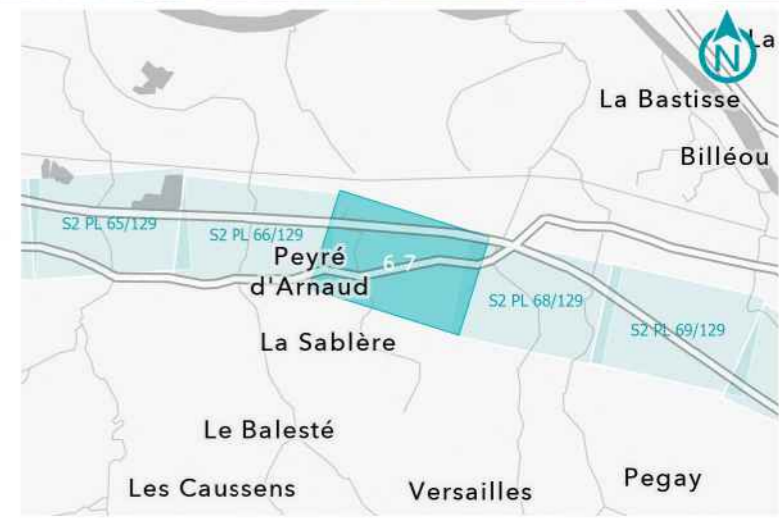 La
N
La Bastisse
Billéou
S2 PL 65/129
S2 PL 66/129
Peyré
d'Arnaud
6 7
S2 PL 68/129
S2 PL 69/129
La Sablère
Le Balesté
Les Caussens
Versailles
Pegay